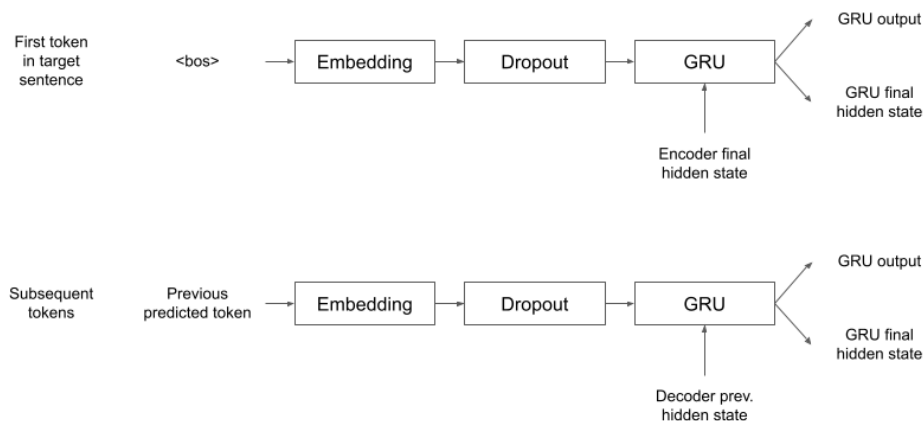 First token
in target
sentence
<bos>
Embedding
Dropout
GRU
GRU output
GRU final
hidden state
Encoder final
hidden state
Subsequent
tokens
Previous
predicted token
Embedding
Dropout
GRU
GRU output
GRU final
hidden state
Decoder prev.
hidden state